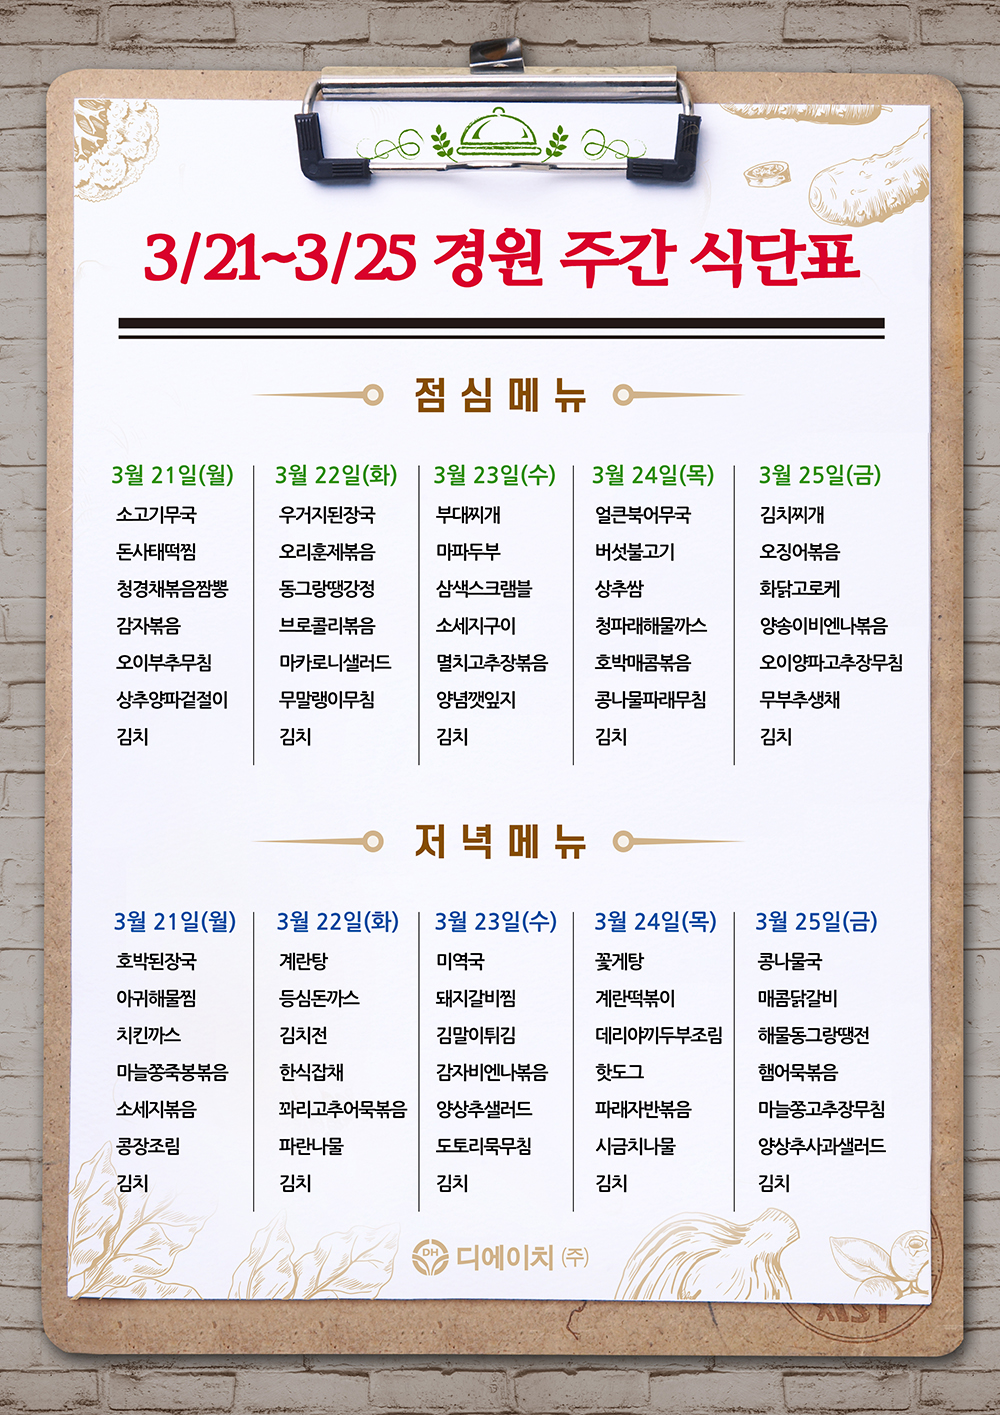 3/21~3/25 경원 주간 식단표
점심메뉴
3월 21일(월)
소고기무국
돈사태떡찜
청경채볶음짬뽕
감자볶음
오이부추무침
상추양파겉절이
김치
3월 22일(화)
우거지된장국
오리훈제볶음
동그랑땡강정
브로콜리볶음
마카로니샐러드
무말랭이무침
김치
3월 23일(수)
부대찌개
마파두부
삼색스크램블
소세지구이
멸치고추장볶음
양념깻잎지
김치
3월 24일(목)
얼큰북어무국
버섯불고기
상추쌈
청파래해물까스
호박매콤볶음
콩나물파래무침
김치
3월 25일(금)
김치찌개
오징어볶음
화닭고로케
양송이비엔나볶음
오이양파고추장무침
무부추생채
김치
저녁메뉴
3월 21일(월)
호박된장국
아귀해물찜
치킨까스
마늘쫑죽봉볶음
소세지볶음
콩장조림
김치
3월 22일(화)
계란탕
등심돈까스
김치전
한식잡채
꽈리고추어묵볶음
파란나물
김치
3월 23일(수)
미역국
돼지갈비찜
김말이튀김
감자비엔나볶음
양상추샐러드
도토리묵무침
김치
3월 24일(목)
꽃게탕
계란떡볶이
데리야끼두부조림
핫도그
파래자반볶음
시금치나물
김치
3월 25일(금)
콩나물국
매콤닭갈비
해물동그랑땡전
햄어묵볶음
마늘쫑고추장무침
양상추사과샐러드
김치
DH 디에이치 (주)